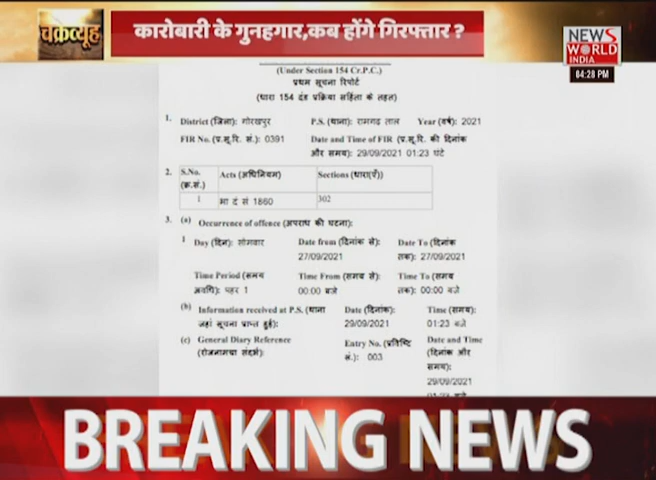 चक्रव्यूह
कारोबारी के गुनहगार,कब होंगे गिरफ्तार ?
NEWS
WORLD
INDIA
04:28 PM
(Under Section 154 Cr.P.C.)
प्रथम सूचना रिपोर्ट
(धारा 154 दंड प्रक्रिया संहिता के तहत)
1. District (जिला): गोरखपुर P.S. (थाना): रामगढ़ ताल Year (वर्ष): 2021
FIR No. (प्र.सू.रि. सं.): 0391 Date and Time of FIR (प्र.सू.रि. की दिनांक
और समय): 29/09/2021 01:23 घंटे
2. S.No. Acts (अधिनियम) Sections (धारा(एँ))
(क्र.सं.)
1 भा दं सं 1860 302
3. (a) Occurrence of offence (अपराध की घटना):
1 Day (दिन): सोमवार Date from (दिनांक Date To (दिनांक
से): तक): 27/09/2021
27/09/2021
Time Period (समय Time From (समय से): Time To (समय
अवधि): पहर 1 00:00 बजे तक): 00:00 बजे
(b) Information received at P.S. (थाना Date (दिनांक): Time (समय):
जहां सूचना प्राप्त हुई): 29/09/2021 01:23 बजे
(c) General Diary Reference Entry No. (प्रविष्टि Date and Time
(रोजनामचा संदर्भ): सं.): 003 (दिनांक और
समय):
29/09/2021
01:23 बजे
BREAKING NEWS